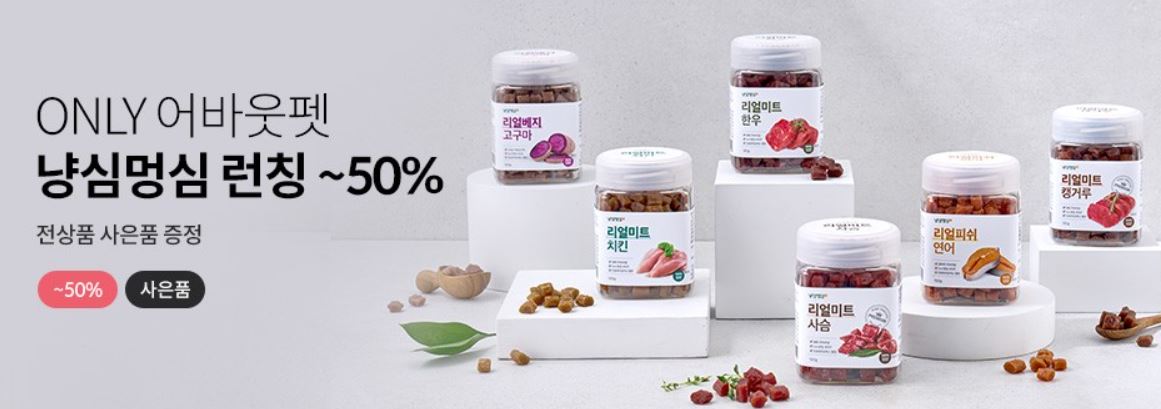 ONLY 어바웃펫
냥심멍심 런칭 ~50%
전상품 사은품 증정
~50%
사은품
리얼베지
고구마
리얼미트
한우
리얼미트
치킨
리얼미트
사슴
리얼피쉬
연어
리얼미트
캥거루